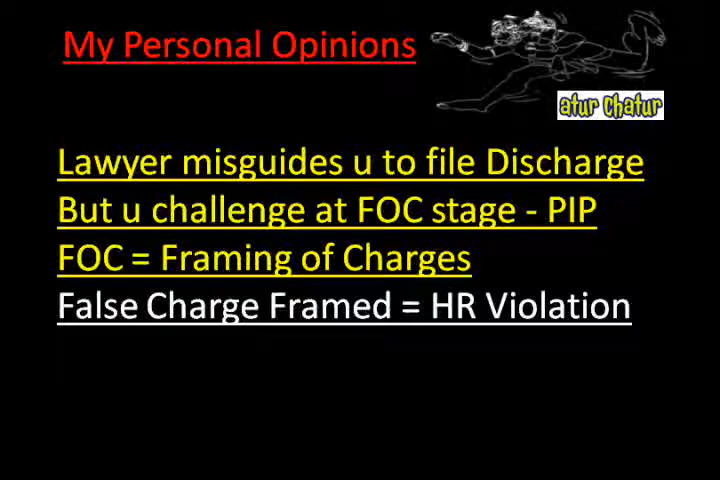 My Personal Opinions
atur chatur
Lawyer misguides u to file Discharge
But u challenge at FOC stage - PIP
FOC = Framing of Charges
False Charge Framed = HR Violation